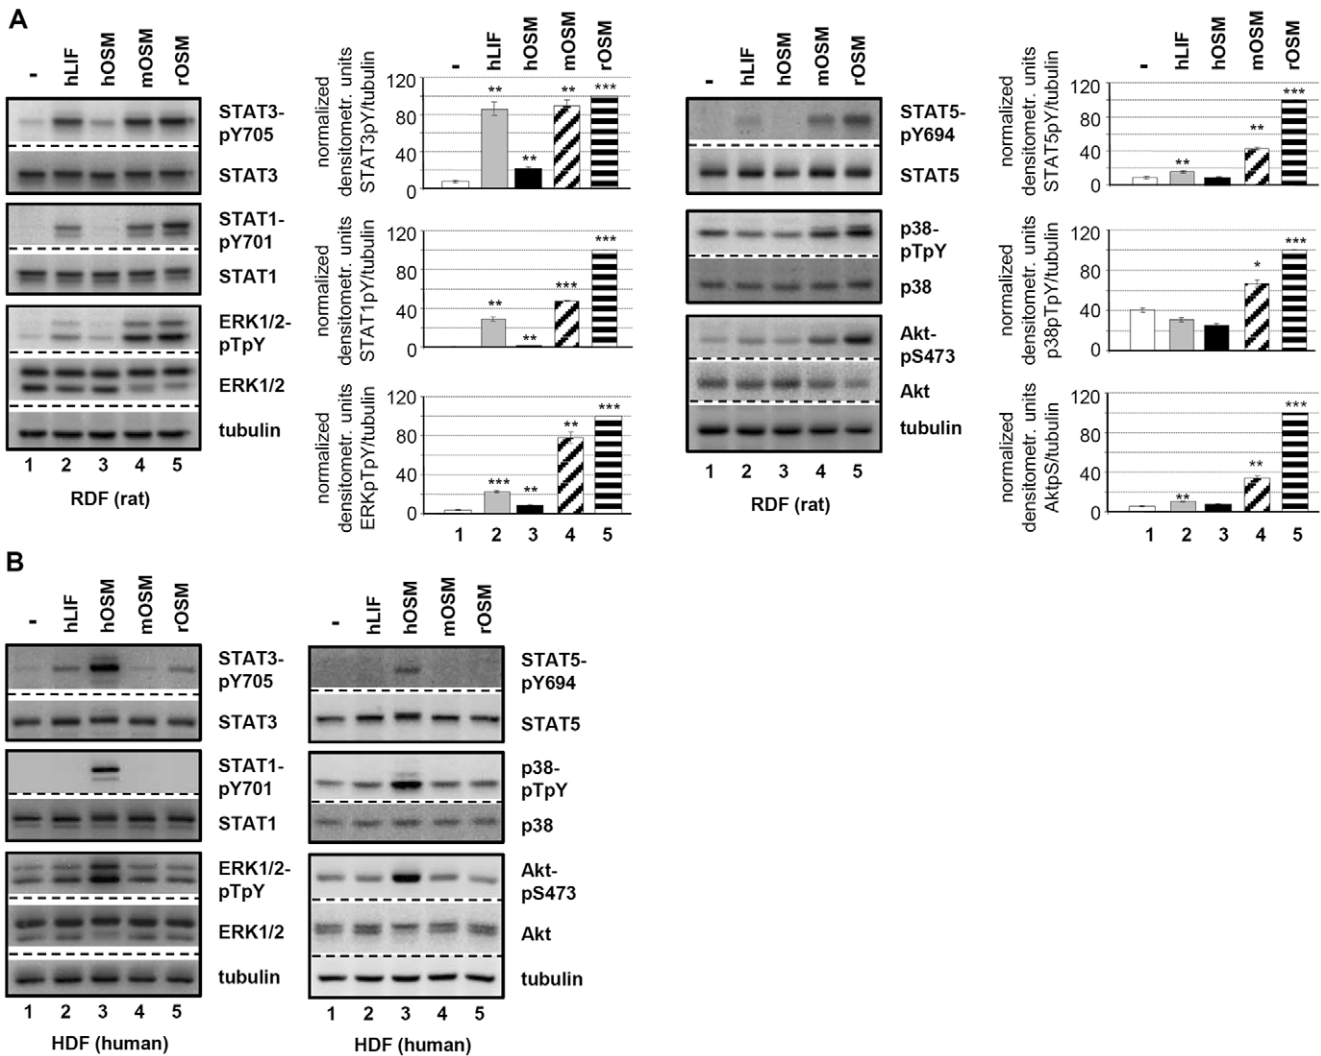 A
-
hLIF
hOSM
mOSM
rOSM
STAT3-
pY705
STAT3
STAT1-
pY701
STAT1
ERK1/2-
pTpY
ERK1/2
tubulin
1 2 3 4 5
RDF (rat)
-
hLIF
hOSM
mOSM
rOSM
normalized
densitometr. units
STAT3pY/tubulin
120
80
40
0
** ** ** ***
normalized
densitometr. units
STAT1pY/tubulin
120
80
40
0
** ** *** ***
normalized
densitometr. units
ERKpTpY/tubulin
120
80
40
0
*** ** ** ***
1 2 3 4 5
-
hLIF
hOSM
mOSM
rOSM
STAT5-
pY694
STAT5
p38-
pTpY
p38
Akt-
pS473
Akt
tubulin
1 2 3 4 5
RDF (rat)
-
hLIF
hOSM
mOSM
rOSM
normalized
densitometr. units
STAT5pY/tubulin
120
80
40
0
** ** ***
normalized
densitometr. units
p38pTpY/tubulin
120
80
40
0
* ***
normalized
densitometr. units
AktpS/tubulin
120
80
40
0
** ** ***
1 2 3 4 5
B
-
hLIF
hOSM
mOSM
rOSM
STAT3-
pY705
STAT3
STAT1-
pY701
STAT1
ERK1/2-
pTpY
ERK1/2
tubulin
1 2 3 4 5
HDF (human)
-
hLIF
hOSM
mOSM
rOSM
STAT5-
pY694
STAT5
p38-
pTpY
p38
Akt-
pS473
Akt
tubulin
1 2 3 4 5
HDF (human)